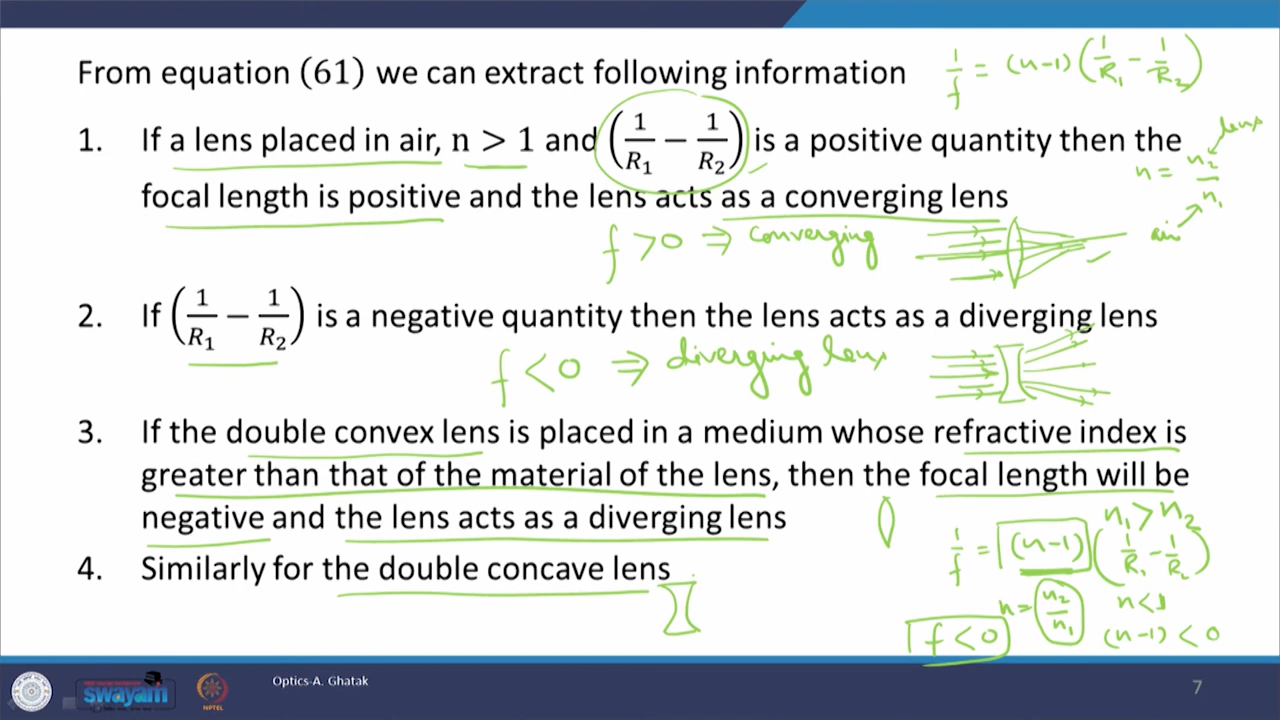 From equation (61) we can extract following information
1/f = (n-1)(1/R₁ - 1/R₂)
1. If a lens placed in air, n > 1 and (1/R₁ − 1/R₂) is a positive quantity then the
focal length is positive and the lens acts as a converging lens
n = n₂/n₁
lens
air
f > 0 ⇒ converging
2. If (1/R₁ − 1/R₂) is a negative quantity then the lens acts as a diverging lens
f < 0 ⇒ diverging lens
3. If the double convex lens is placed in a medium whose refractive index is
greater than that of the material of the lens, then the focal length will be
negative and the lens acts as a diverging lens
n₁ > n₂
1/f = (n-1)(1/R₁ - 1/R₂)
4. Similarly for the double concave lens
n = n₂/n₁
n < 1
(n-1) < 0
f < 0
swayam
NPTEL
Optics-A. Ghatak
7